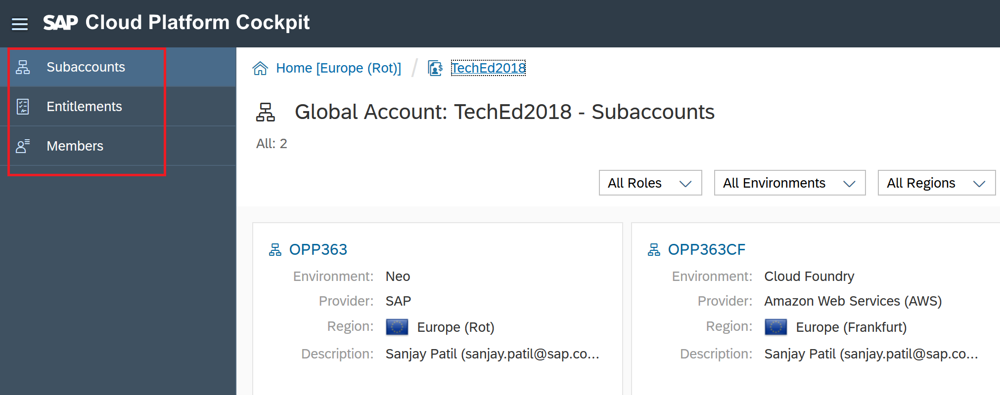 SAP Cloud Platform Cockpit
Subaccounts
Entitlements
Members
Home [Europe (Rot)] / TechEd2018
Global Account: TechEd2018 - Subaccounts
All: 2
All Roles
All Environments
All Regions
OPP363
Environment: Neo
Provider: SAP
Region: Europe (Rot)
Description: Sanjay Patil (sanjay.patil@sap.co...
OPP363CF
Environment: Cloud Foundry
Provider: Amazon Web Services (AWS)
Region: Europe (Frankfurt)
Description: Sanjay Patil (sanjay.patil@sap.co...